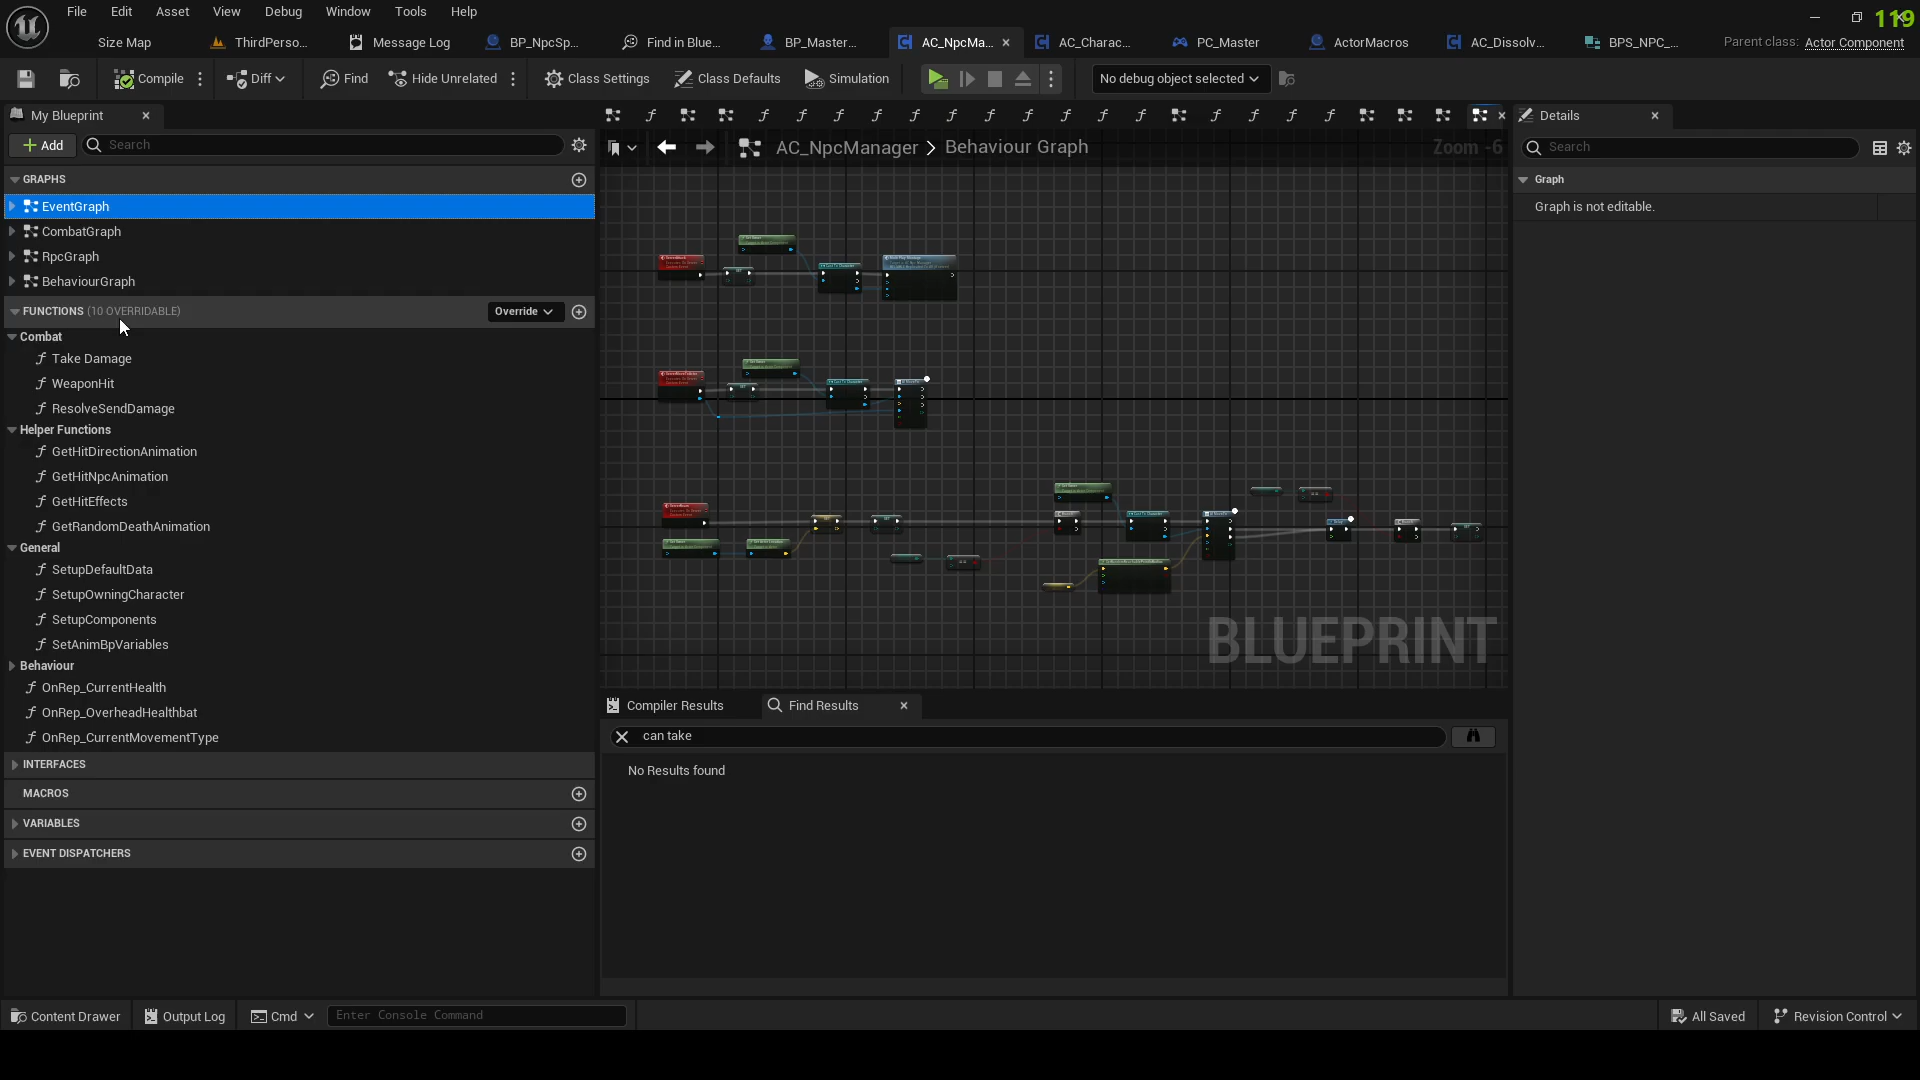 File Edit Asset View Debug Window Tools Help
119
Size Map ThirdPerso... Message Log BP_NpcSp... Find in Blue... BP_Master... AC_NpcMa... AC_Charac... PC_Master ActorMacros AC_Dissolv... BPS_NPC_... Parent class: Actor Component
Compile Diff Find Hide Unrelated Class Settings Class Defaults Simulation No debug object selected
My Blueprint
Details
Add Search
AC_NpcManager > Behaviour Graph Zoom -6
Search
GRAPHS
Graph
EventGraph
Graph is not editable.
CombatGraph
RpcGraph
BehaviourGraph
FUNCTIONS (10 OVERRIDABLE) Override
Combat
Take Damage
WeaponHit
ResolveSendDamage
Helper Functions
GetHitDirectionAnimation
GetHitNpcAnimation
GetHitEffects
GetRandomDeathAnimation
General
SetupDefaultData
SetupOwningCharacter
SetupComponents
SetAnimBpVariables
Behaviour
OnRep_CurrentHealth
OnRep_OverheadHealthbat
OnRep_CurrentMovementType
INTERFACES
MACROS
VARIABLES
EVENT DISPATCHERS
BLUEPRINT
Compiler Results Find Results
can take
No Results found
Content Drawer Output Log Cmd Enter Console Command All Saved Revision Control